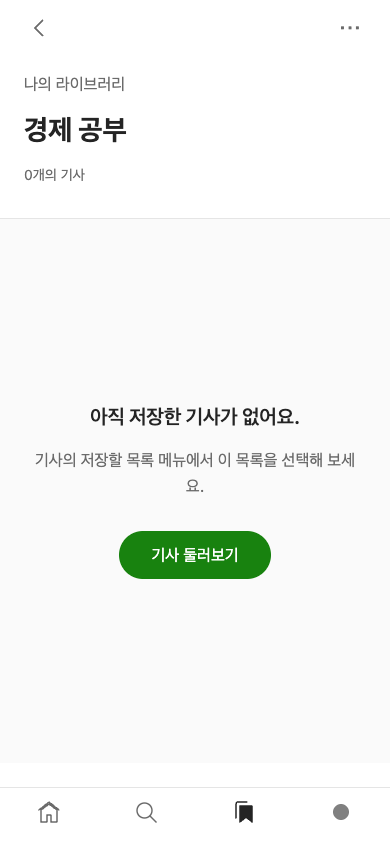 나의 라이브러리
경제 공부
0개의 기사
아직 저장한 기사가 없어요.
기사의 저장할 목록 메뉴에서 이 목록을 선택해 보세
요.
기사 둘러보기